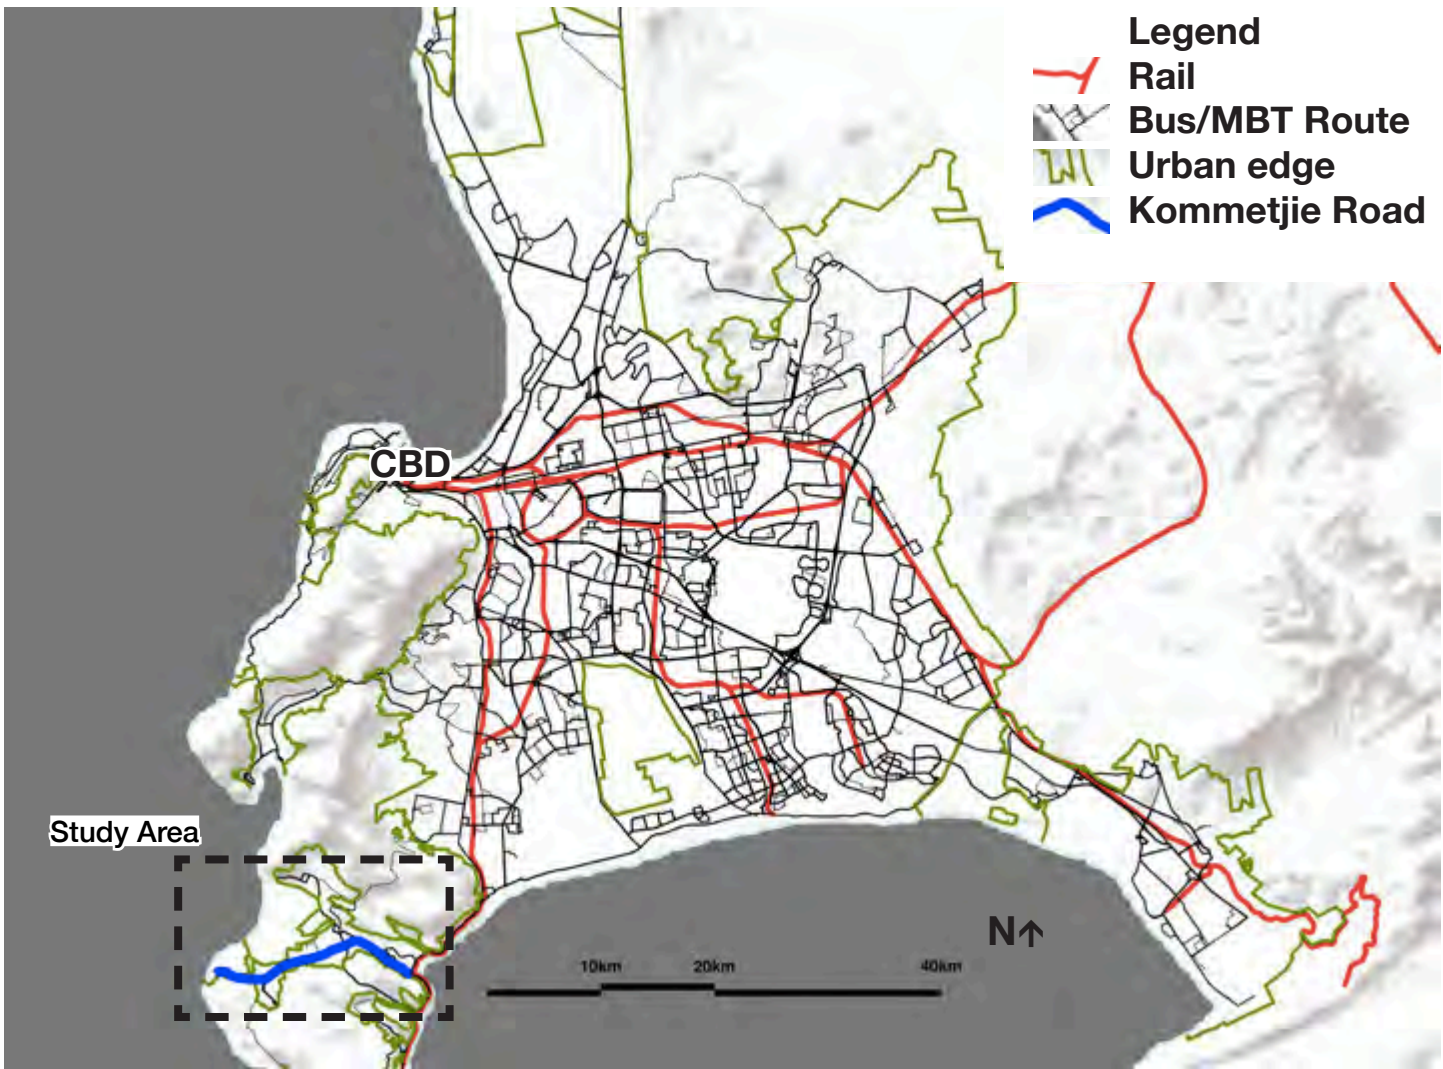 Legend
Rail
Bus/MBT Route
Urban edge
Kommetjie Road
CBD
Study Area
N↑
10km 20km 40km